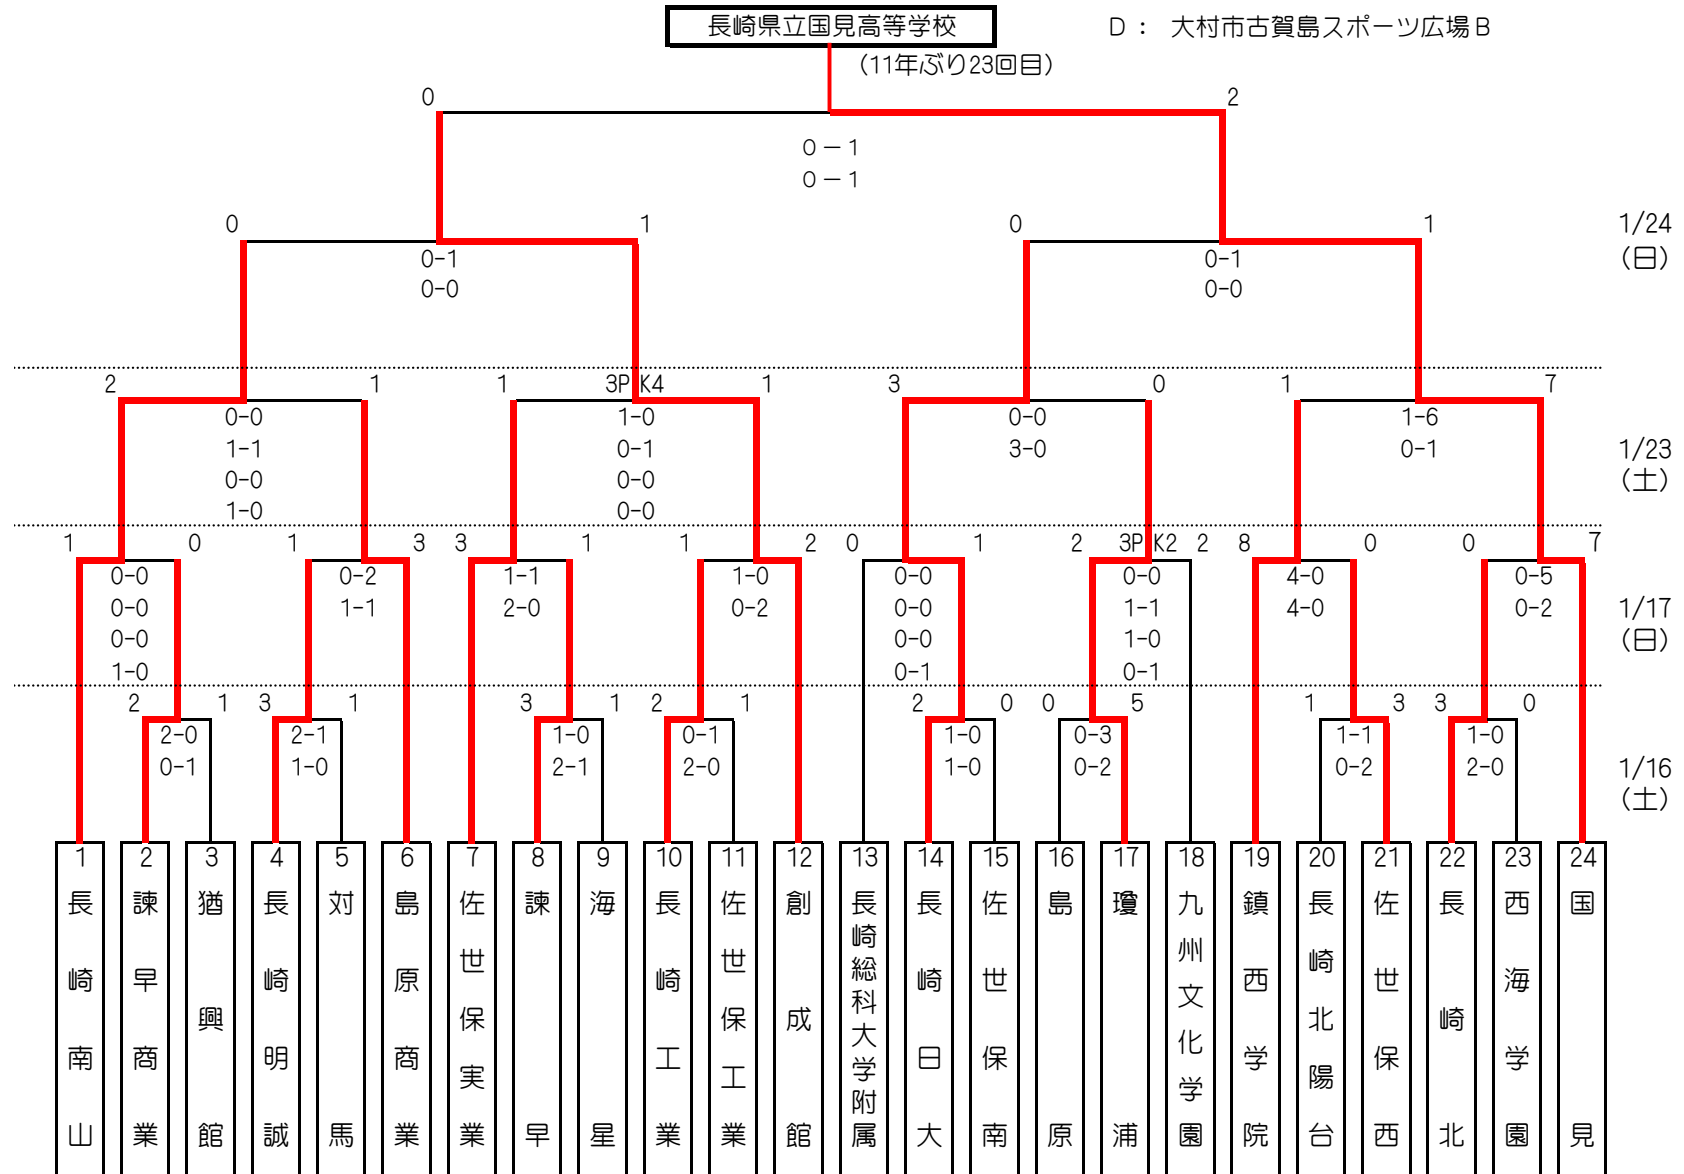 長崎県立国見高等学校
D： 大村市古賀島スポーツ広場B
(11年ぶり23回目)
0 2
0－1
0－1
0 1 0 1 1/24
(日)
0-1 0-1
0-0 0-0
2 1 1 3PK4 1 3 0 1 7
0-0 1-0 0-0 1-6
1-1 0-1 3-0 0-1 1/23
(土)
0-0 0-0
1-0 0-0
1 0 1 3 3 1 1 2 0 1 2 3PK2 2 8 0 0 7
0-0 0-2 1-1 1-0 0-0 0-0 4-0 0-5
0-0 1-1 2-0 0-2 0-0 1-1 4-0 0-2 1/17
(日)
0-0 0-0 1-0
1-0 0-1 0-1
2 1 3 1 3 1 2 1 2 0 0 5 1 3 3 0
2-0 2-1 1-0 0-1 1-0 0-3 1-1 1-0
0-1 1-0 2-1 2-0 1-0 0-2 0-2 2-0 1/16
(土)
1 長崎南山
2 諫早商業
3 猶興館
4 長崎明誠
5 対馬
6 島原商業
7 佐世保実業
8 諫早
9 海星
10 長崎工業
11 佐世保工業
12 創成館
13 長崎総科大学附属
14 長崎日大
15 佐世保南
16 島原
17 瓊浦
18 九州文化学園
19 鎮西学院
20 長崎北陽台
21 佐世保西
22 長崎北
23 西海学園
24 国見